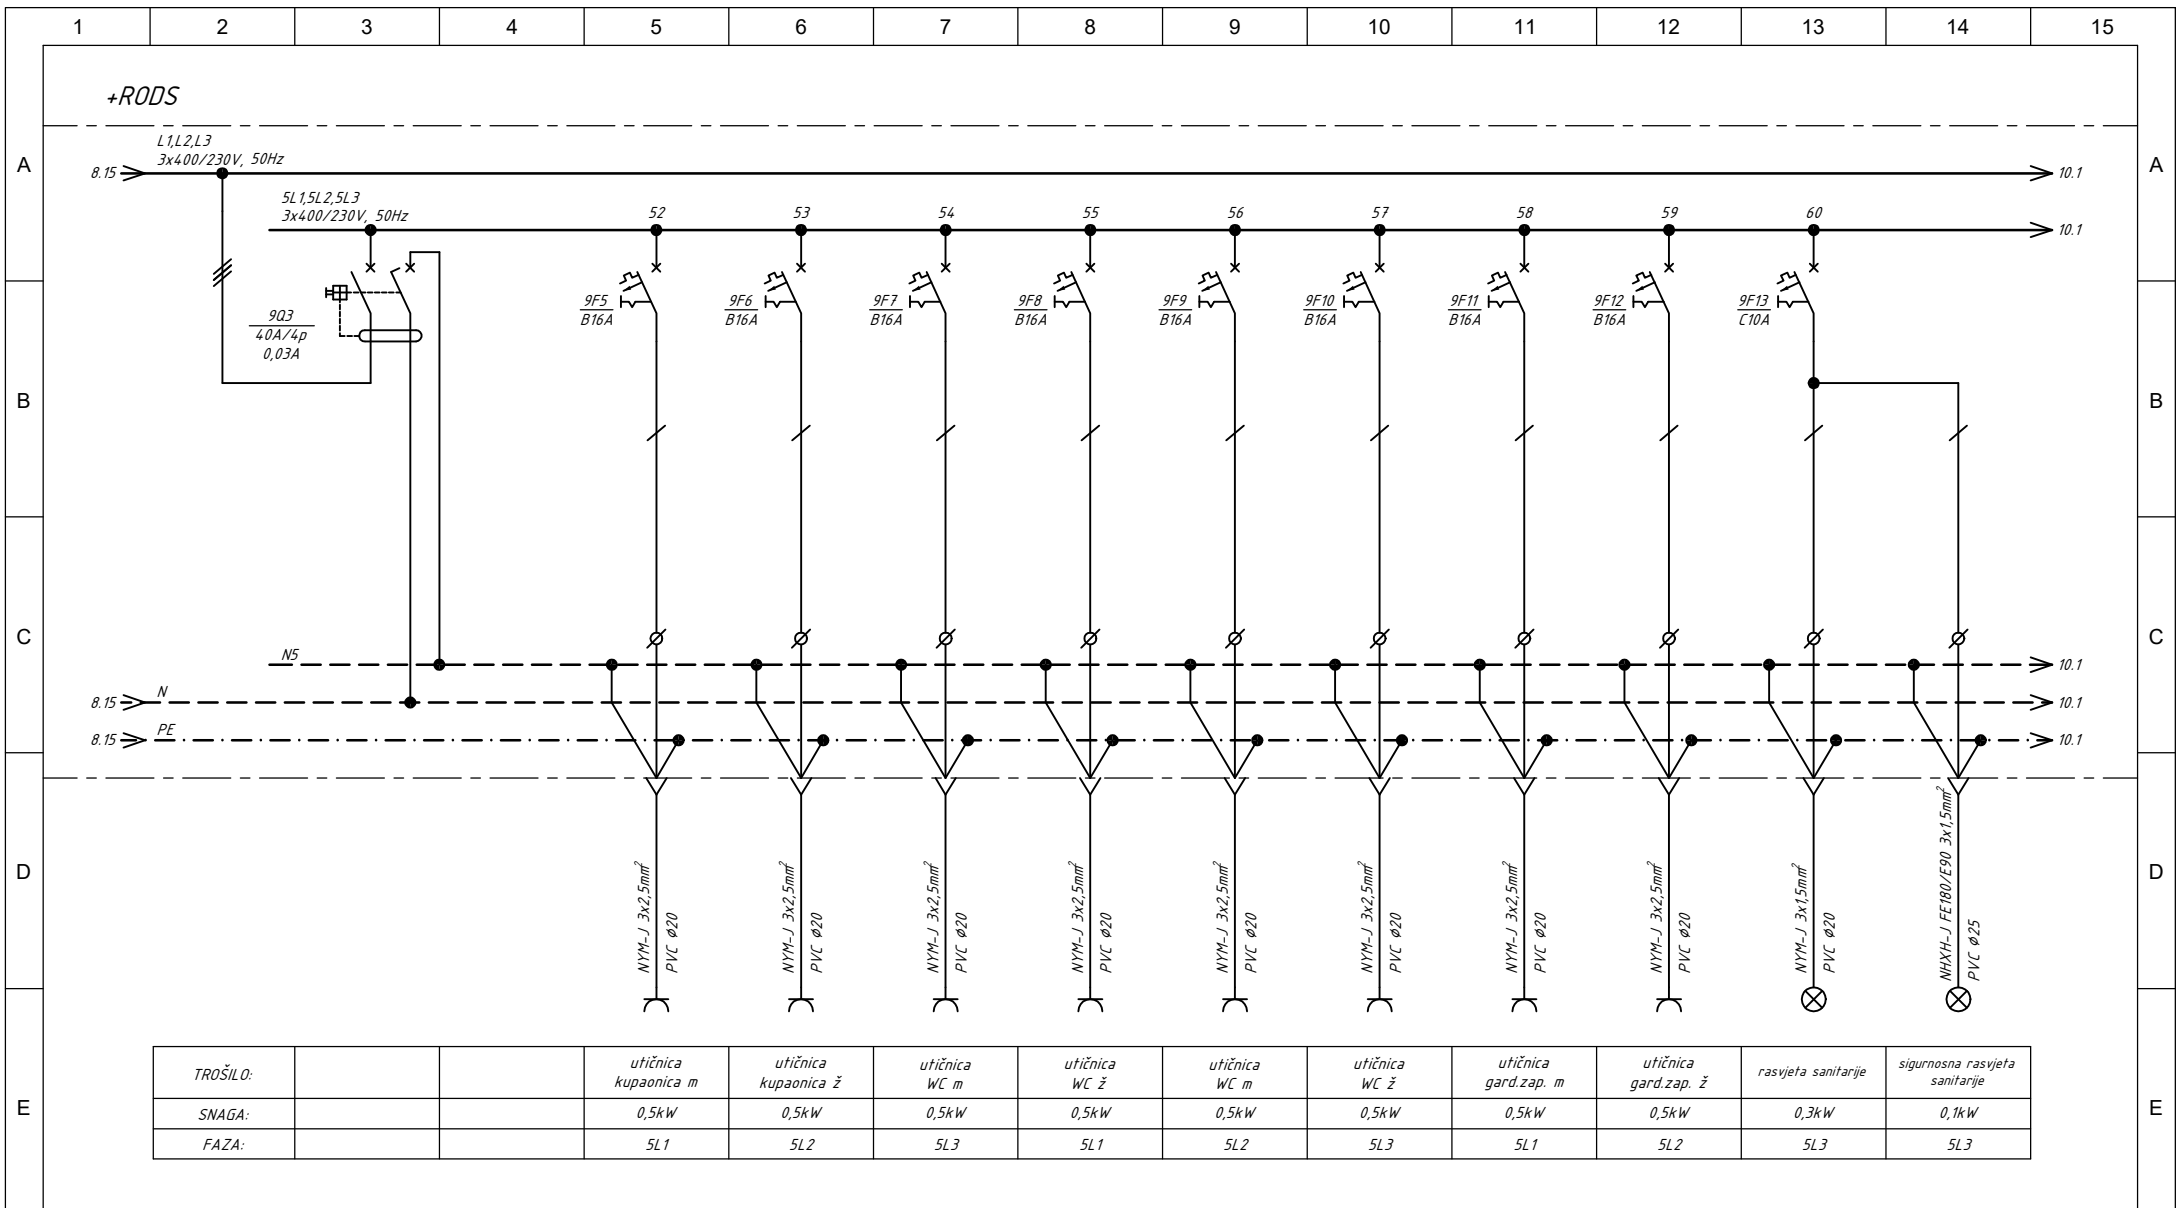 1 2 3 4 5 6 7 8 9 10 11 12 13 14 15
+RODS
A A
L1,L2,L3
3x400/230V, 50Hz
8.15 10.1
5L1,5L2,5L3
3x400/230V, 50Hz
52 53 54 55 56 57 58 59 60
10.1
9Q3
40A/4p
0,03A
9F5 9F6 9F7 9F8 9F9 9F10 9F11 9F12 9F13
B16A B16A B16A B16A B16A B16A B16A B16A C10A
B B
C C
N5 10.1
8.15 N 10.1
8.15 PE 10.1
D D
NYM-J 3x2,5mm²
PVC Ø20
NYM-J 3x2,5mm²
PVC Ø20
NYM-J 3x2,5mm²
PVC Ø20
NYM-J 3x2,5mm²
PVC Ø20
NYM-J 3x2,5mm²
PVC Ø20
NYM-J 3x2,5mm²
PVC Ø20
NYM-J 3x2,5mm²
PVC Ø20
NYM-J 3x2,5mm²
PVC Ø20
NYM-J 3x1,5mm²
PVC Ø20
NHXH-J FE180/E90 3x1,5mm²
PVC Ø25
E E
TROŠILO: utičnica kupaonica m utičnica kupaonica ž utičnica WC m utičnica WC ž utičnica WC m utičnica WC ž utičnica gard.zap. m utičnica gard.zap. ž rasvjeta sanitarije sigurnosna rasvjeta sanitarije
SNAGA: 0,5kW 0,5kW 0,5kW 0,5kW 0,5kW 0,5kW 0,5kW 0,5kW 0,3kW 0,1kW
FAZA: 5L1 5L2 5L3 5L1 5L2 5L3 5L1 5L2 5L3 5L3